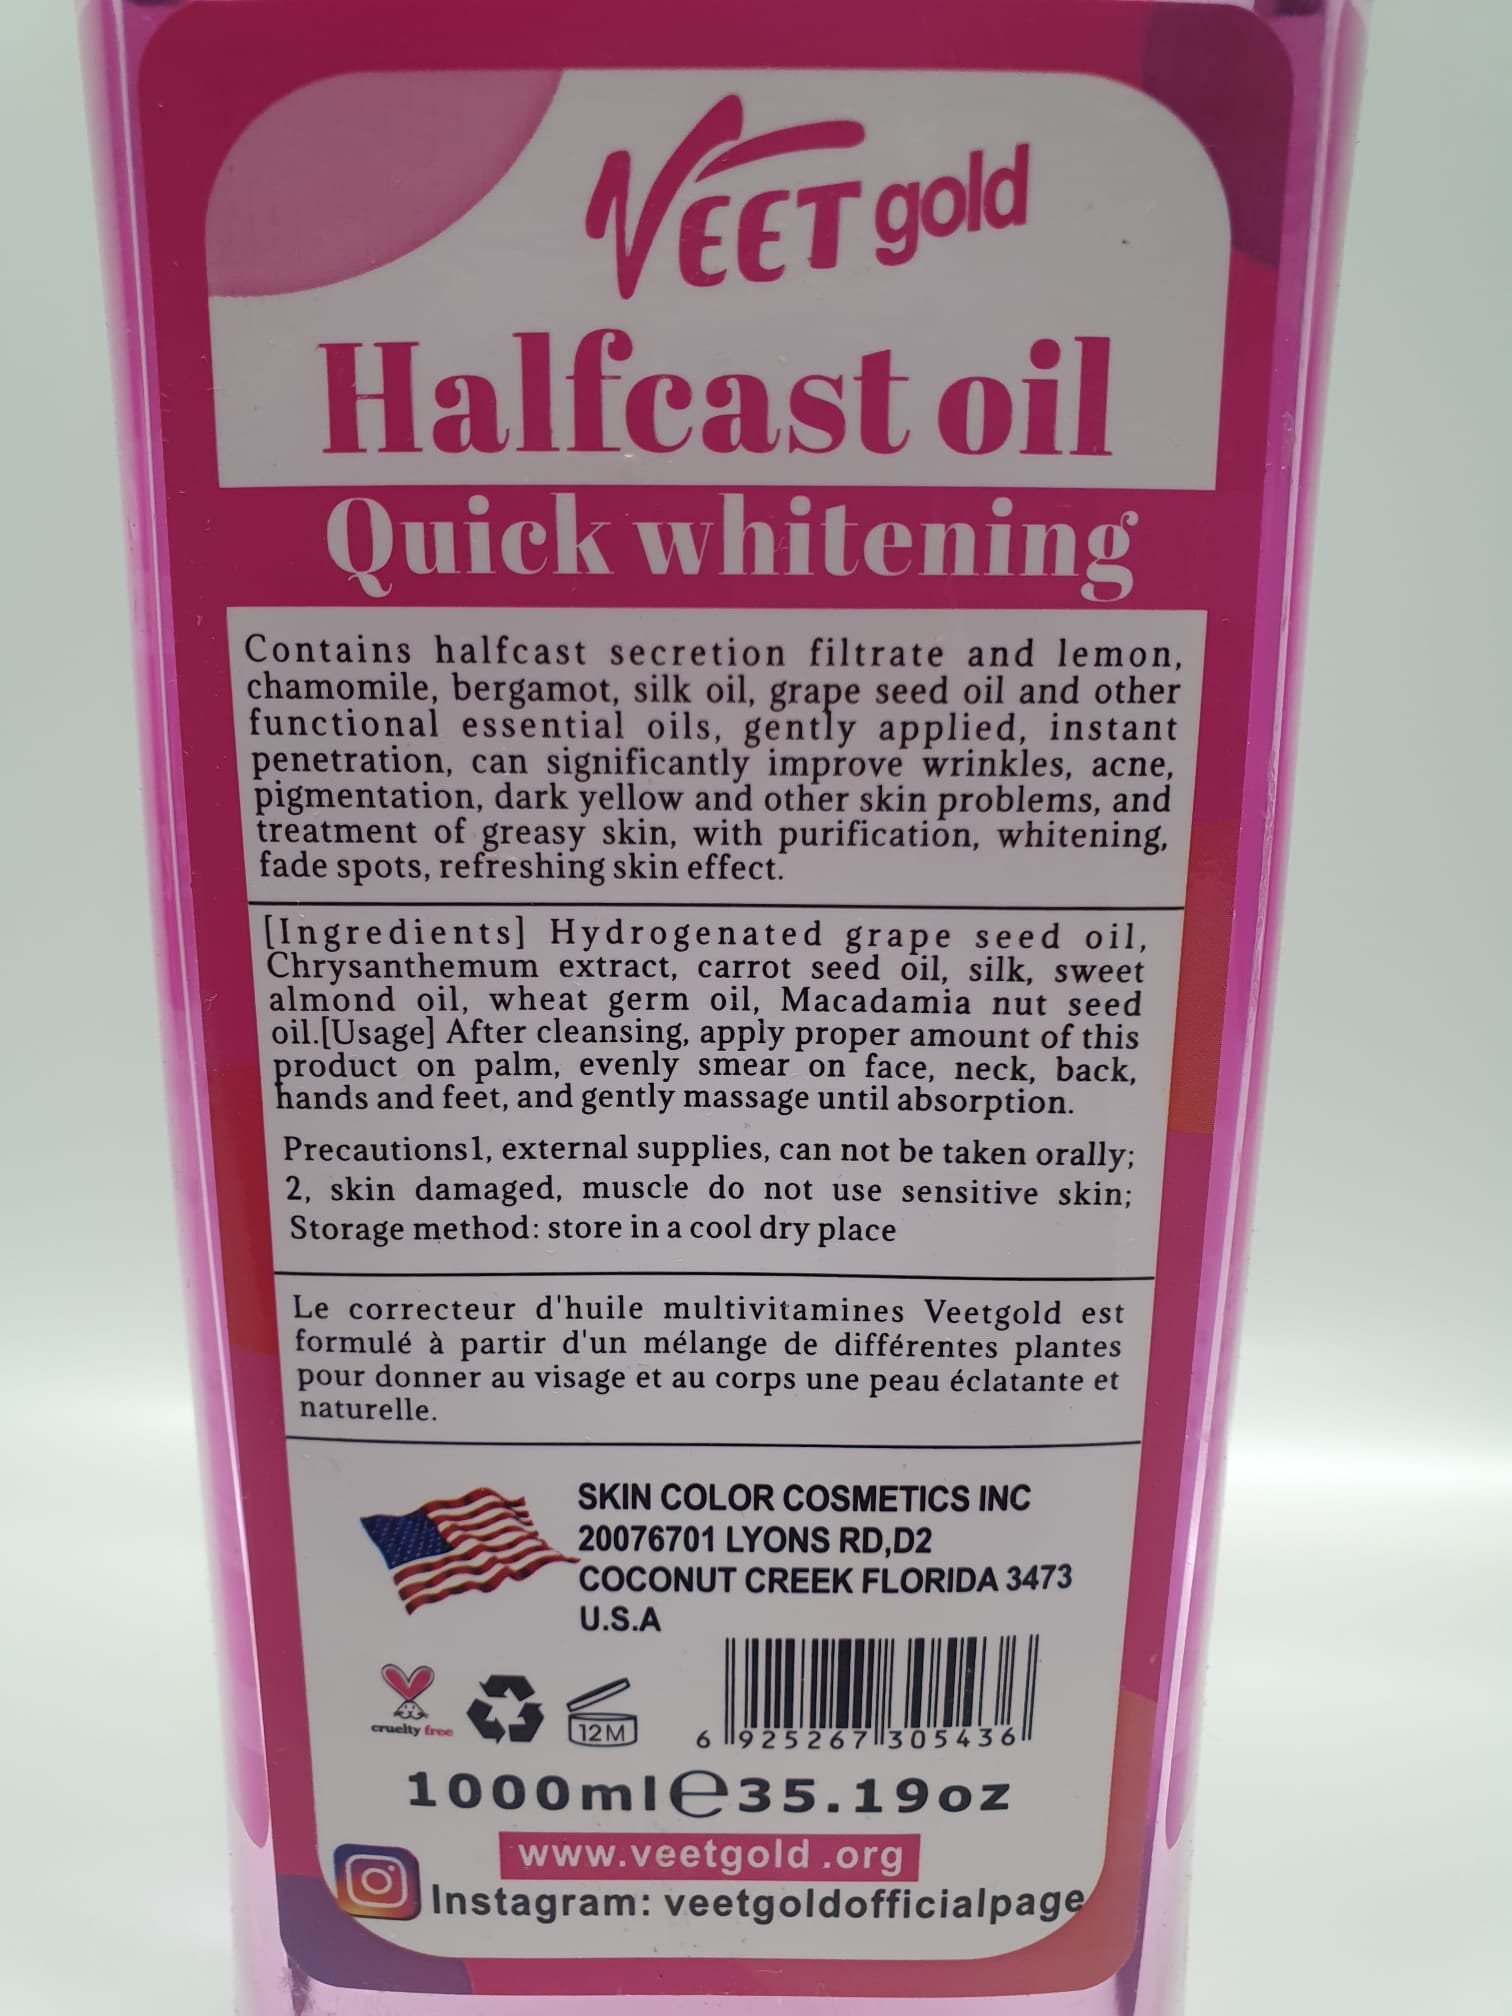 VEET gold
Halfcast oil
Quick whitening
Contains halfcast secretion filtrate and lemon,
chamomile, bergamot, silk oil, grape seed oil and other
functional essential oils, gently applied, instant
penetration, can significantly improve wrinkles, acne,
pigmentation, dark yellow and other skin problems, and
treatment of greasy skin, with purification, whitening,
fade spots, refreshing skin effect.
[Ingredients] Hydrogenated grape seed oil,
Chrysanthemum extract, carrot seed oil, silk, sweet
almond oil, wheat germ oil, Macadamia nut seed
oil.[Usage] After cleansing, apply proper amount of this
product on palm, evenly smear on face, neck, back,
hands and feet, and gently massage until absorption.
Precautions1, external supplies, can not be taken orally;
2, skin damaged, muscle do not use sensitive skin;
Storage method: store in a cool dry place
Le correcteur d'huile multivitamines Veetgold est
formulé à partir d'un mélange de différentes plantes
pour donner au visage et au corps une peau éclatante et
naturelle.
SKIN COLOR COSMETICS INC
20076701 LYONS RD,D2
COCONUT CREEK FLORIDA 3473
U.S.A
cruelty free
12M
6 925267 305436
1000ml℮35.19oz
www.veetgold.org
Instagram: veetgoldofficialpage